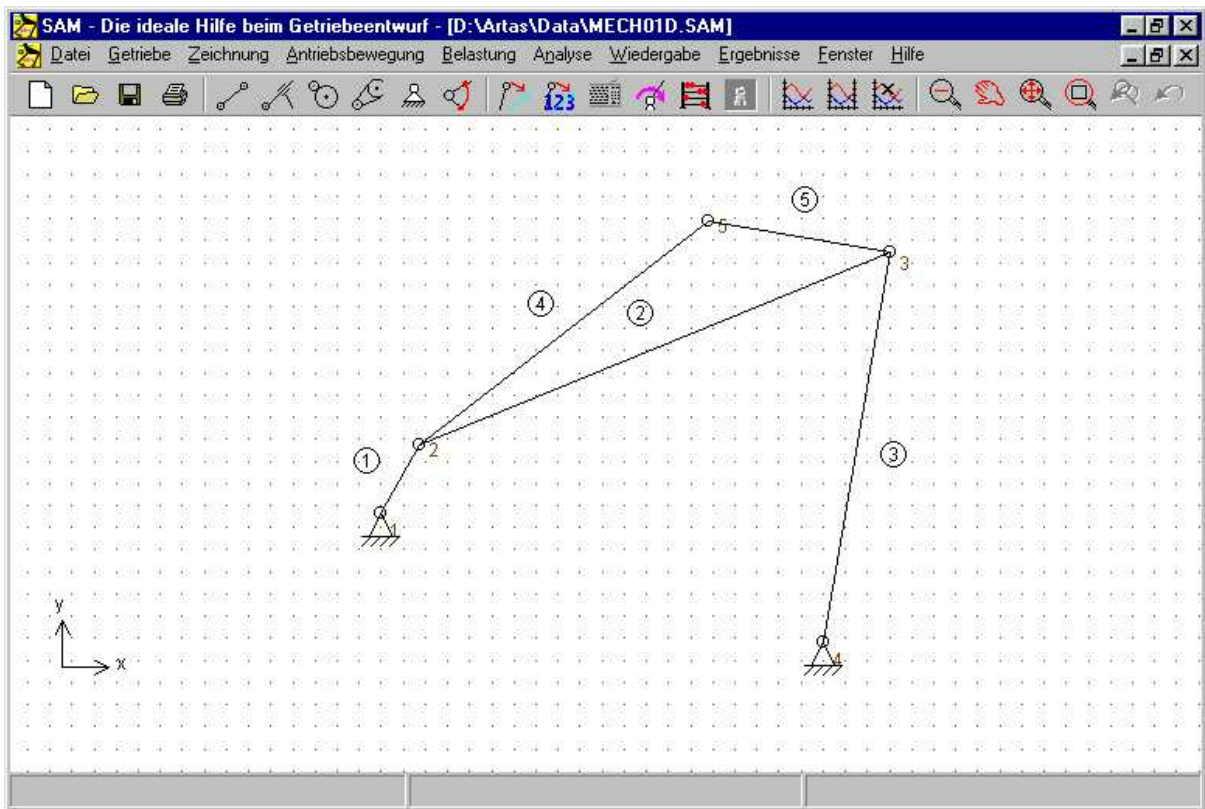 SAM - Die ideale Hilfe beim Getriebeentwurf - [D:\Artas\Data\MECH01D.SAM]
Datei Getriebe Zeichnung Antriebsbewegung Belastung Analyse Wiedergabe Ergebnisse Fenster Hilfe
123
5
5
3
4
2
2
1
3
1
y
x
4